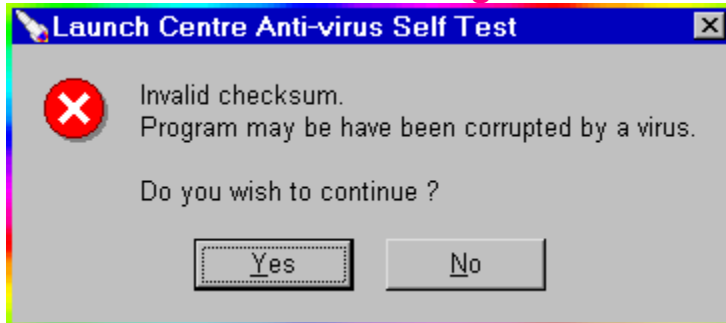 Launch Centre Anti-virus Self Test
Invalid checksum.
Program may be have been corrupted by a virus.
Do you wish to continue ?
Yes
No